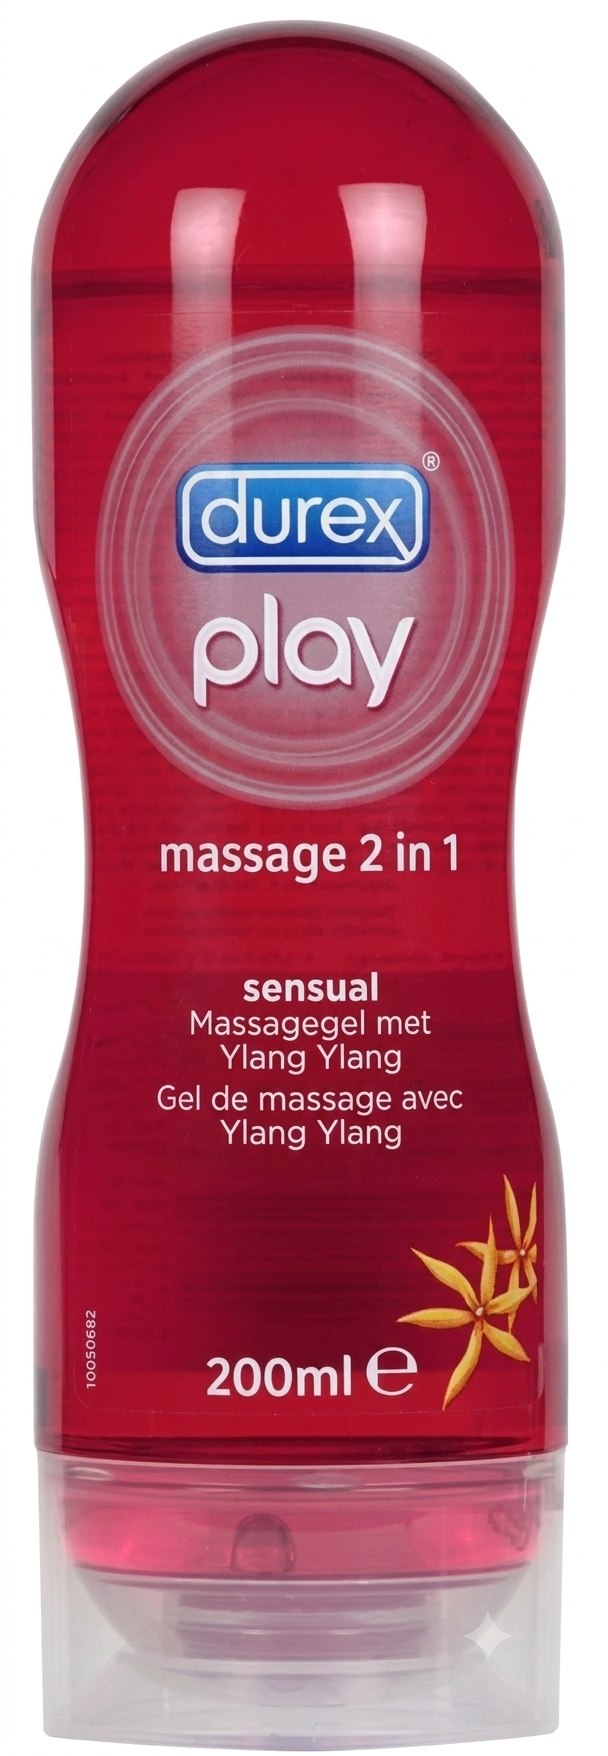 durex®
play
massage 2 in 1
sensual
Massagegel met
Ylang Ylang
Gel de massage avec
Ylang Ylang
200ml ℮
10050682